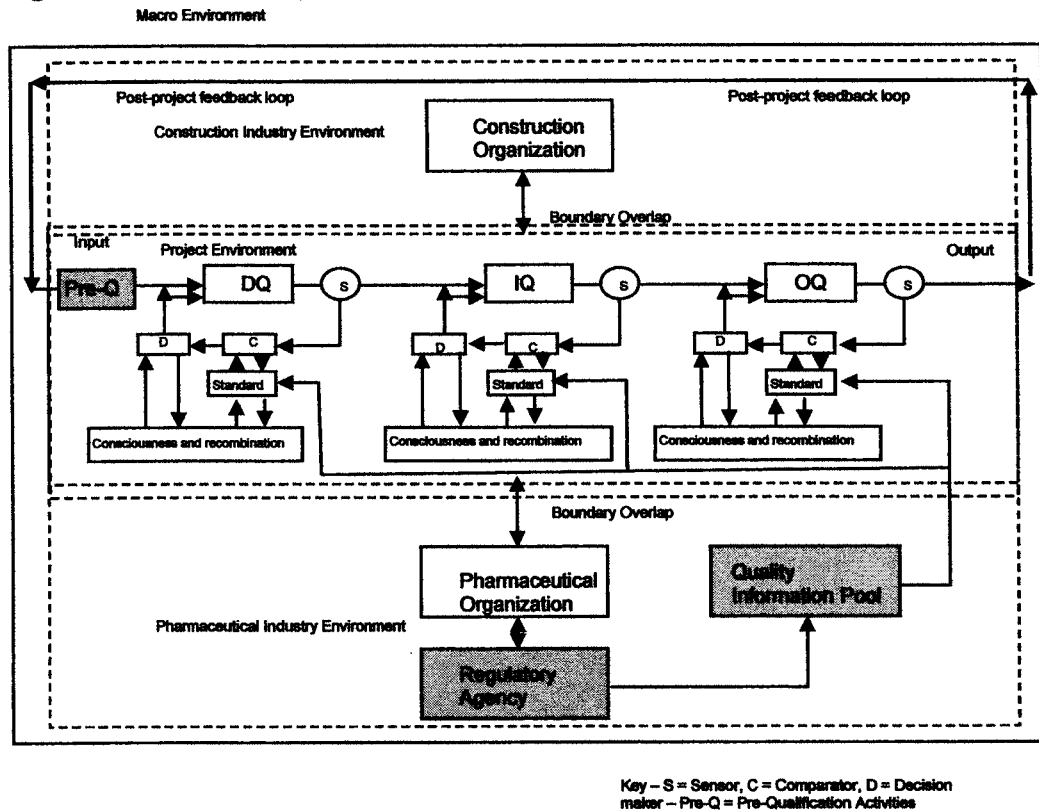 Macro Environment
Post-project feedback loop
Post-project feedback loop
Construction Industry Environment
Construction
Organization
Boundary Overlap
Input
Project Environment
Output
Pre-Q
DQ
S
IQ
S
OQ
S
D
C
D
C
D
C
Standard
Standard
Standard
Consciousness and recombination
Consciousness and recombination
Consciousness and recombination
Boundary Overlap
Pharmaceutical
Organization
Quality
Information Pool
Pharmaceutical Industry Environment
Regulatory
Agency
Key – S = Sensor, C = Comparator, D = Decision
maker – Pre-Q = Pre-Qualification Activities